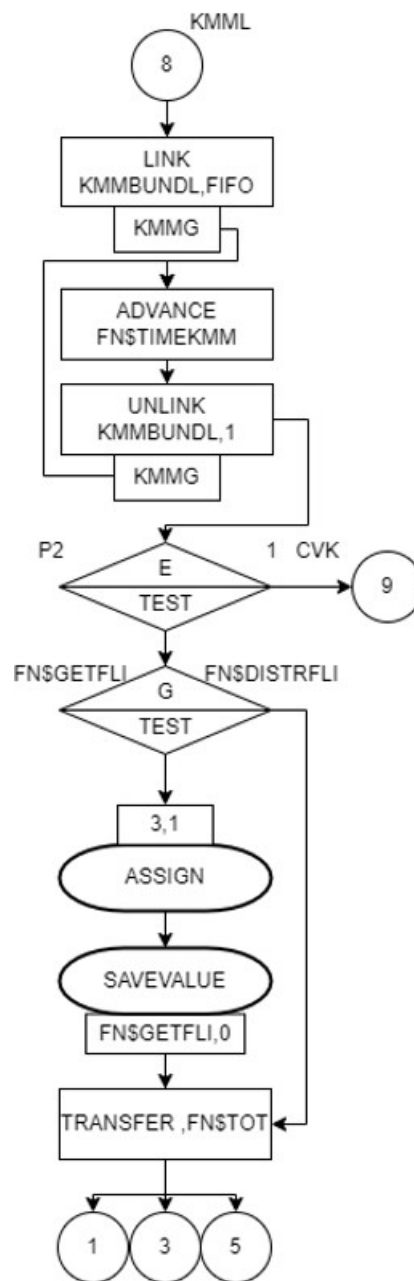 KMML
8
LINK
KMMBUNDL,FIFO
KMMG
ADVANCE
FN$TIMEKMM
UNLINK
KMMBUNDL,1
KMMG
P2 1 CVK
E
TEST
9
FN$GETFLI FN$DISTRFLI
G
TEST
3,1
ASSIGN
SAVEVALUE
FN$GETFLI,0
TRANSFER ,FN$TOT
1 3 5